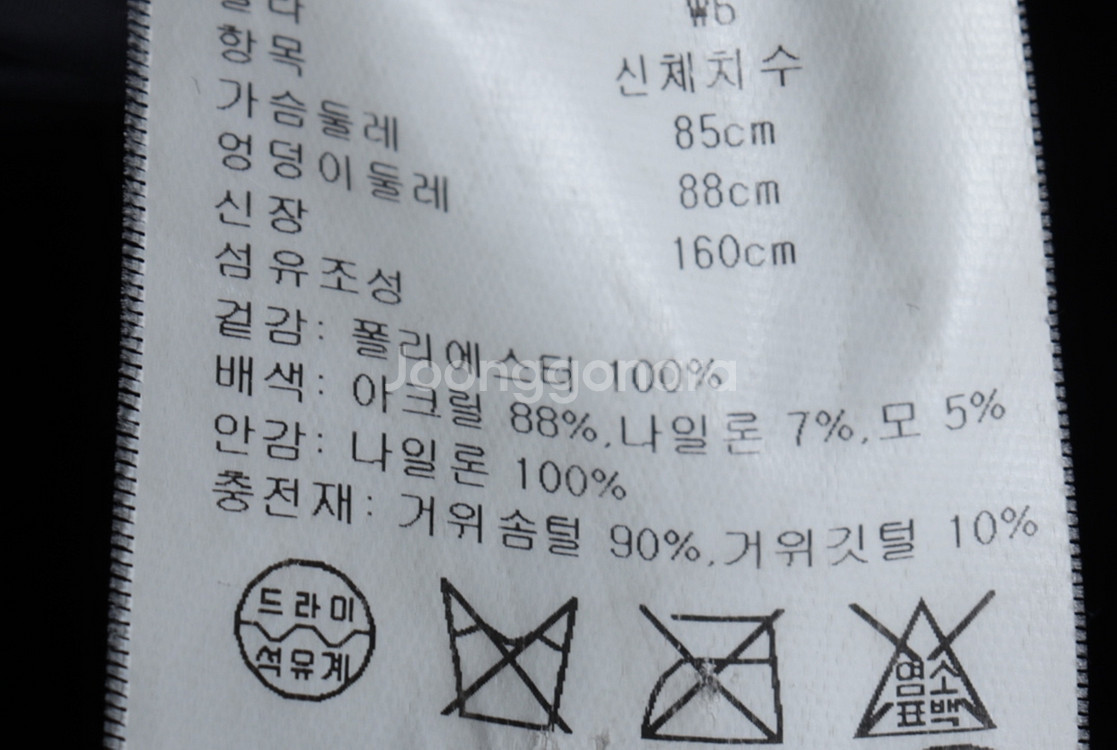 항목 신체치수
가슴둘레 85cm
엉덩이둘레 88cm
신장 160cm
섬유조성
겉감: 폴리에스터 100%
배색: 아크릴 88%,나일론 7%,모 5%
안감: 나일론 100%
충전재: 거위솜털 90%,거위깃털 10%
드라이
석유계
염소
표백
Joonggonara